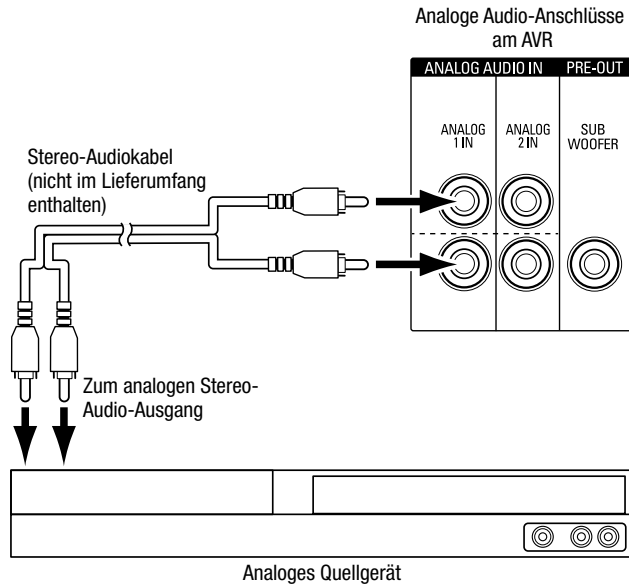 Analoge Audio-Anschlüsse
am AVR
ANALOG AUDIO IN
PRE-OUT
ANALOG
1 IN
ANALOG
2 IN
SUB
WOOFER
Stereo-Audiokabel
(nicht im Lieferumfang
enthalten)
Zum analogen Stereo-
Audio-Ausgang
Analoges Quellgerät